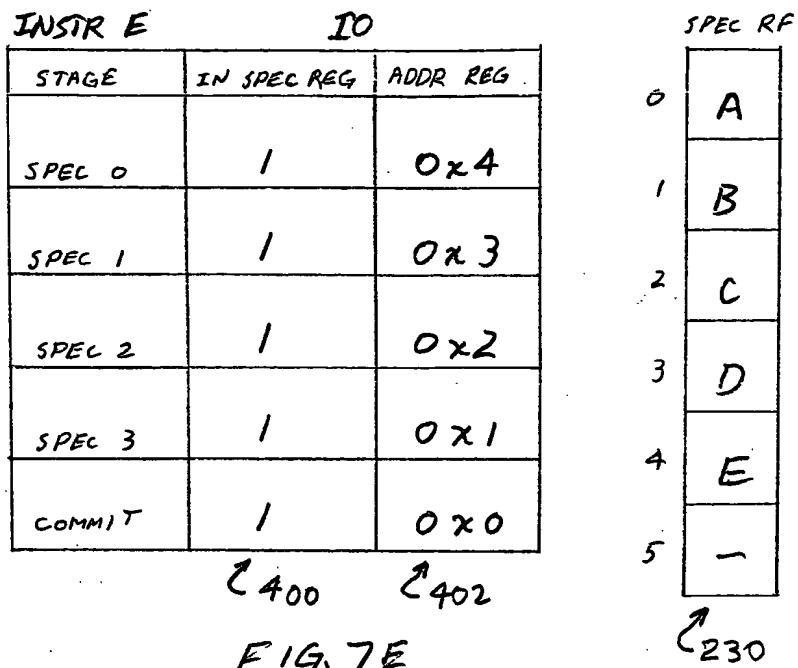 INSTR E IO
STAGE IN SPEC REG ADDR REG
SPEC 0 1 0x4
SPEC 1 1 0x3
SPEC 2 1 0x2
SPEC 3 1 0x1
COMMIT 1 0x0
400 402
FIG. 7E
SPEC RF
0 A
1 B
2 C
3 D
4 E
5 —
230